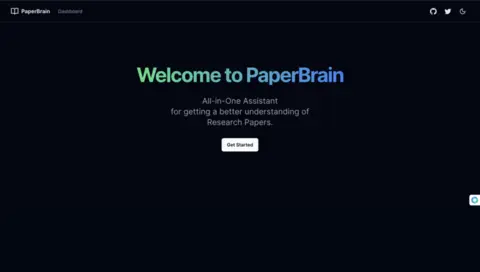 PaperBrain Dashboard
Welcome to PaperBrain
All-in-One Assistant
for getting a better understanding of
Research Papers.
Get Started